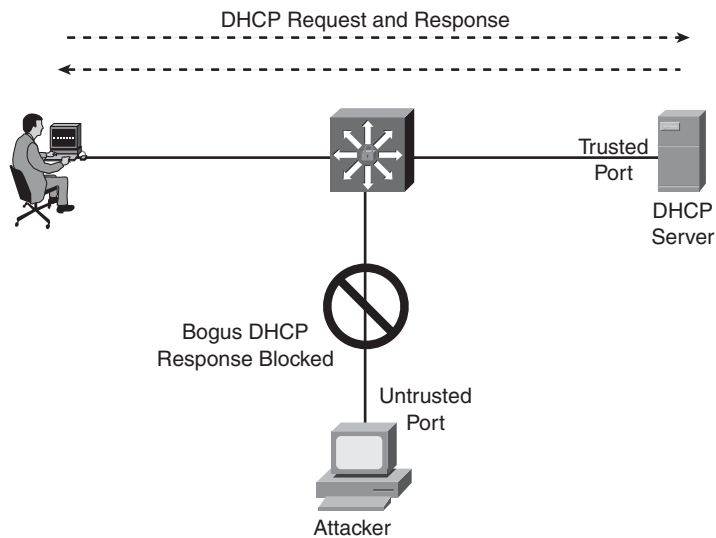 DHCP Request and Response
Trusted
Port
DHCP
Server
Bogus DHCP
Response Blocked
Untrusted
Port
Attacker